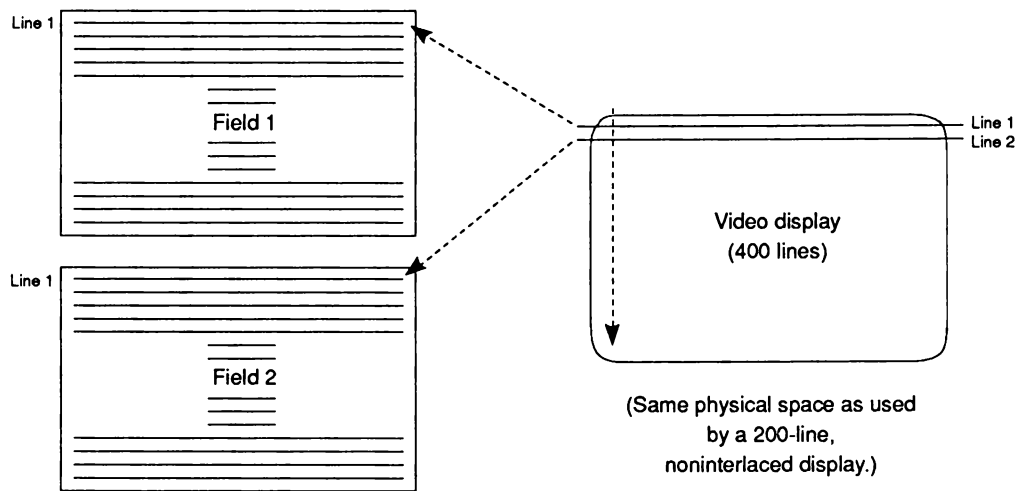 Line 1
Field 1
Line 1
Field 2
Line 1
Line 2
Video display
(400 lines)
(Same physical space as used
by a 200-line,
noninterlaced display.)